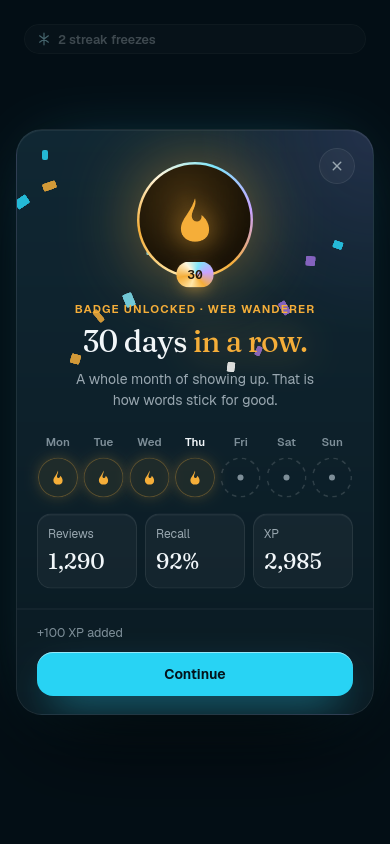 2 streak freezes
30
BADGE UNLOCKED · WEB WANDERER
30 days in a row.
A whole month of showing up. That is
how words stick for good.
Mon Tue Wed Thu Fri Sat Sun
Reviews Recall XP
1,290 92% 2,985
+100 XP added
Continue